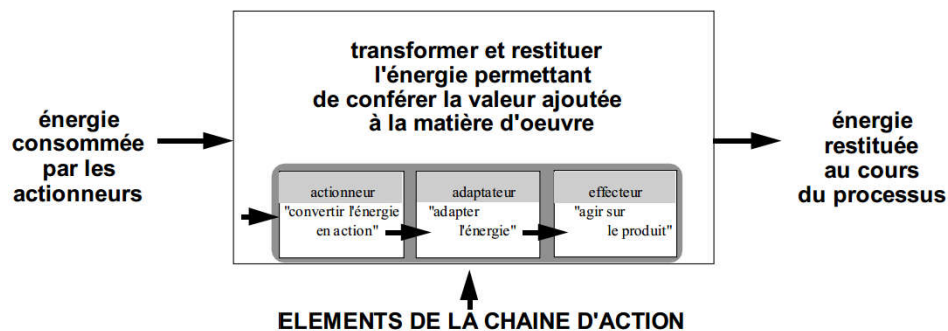 transformer et restituer
l'énergie permettant
de conférer la valeur ajoutée
à la matière d'oeuvre
énergie
consommée
par les
actionneurs
énergie
restituée
au cours
du processus
actionneur
"convertir l'énergie
en action"
adaptateur
"adapter
l'énergie"
effecteur
"agir sur
le produit"
ELEMENTS DE LA CHAINE D'ACTION